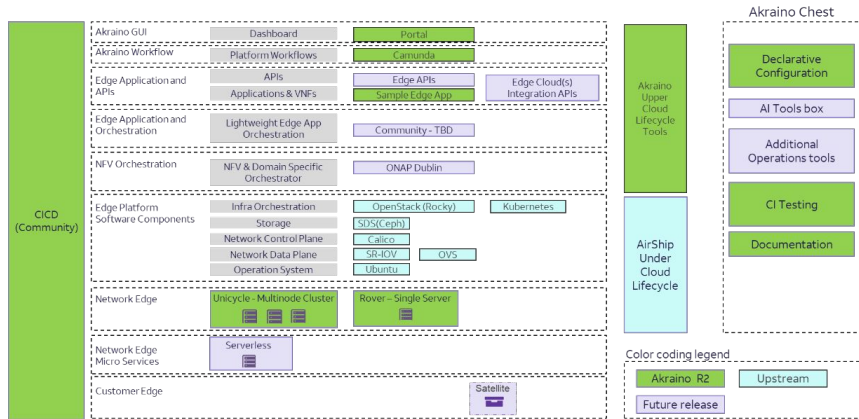 Akraino Chest
Akraino GUI
Dashboard
Portal
Akraino Workflow
Platform Workflows
Camunda
Edge Application and
APIs
APIs
Edge APIs
Applications & VNFs
Sample Edge App
Edge Cloud(s)
Integration APIs
Edge Application and
Orchestration
Lightweight Edge App
Orchestration
Community - TBD
NFV Orchestration
NFV & Domain Specific
Orchestrator
ONAP Dublin
CICD
(Community)
Edge Platform
Software Components
Infra Orchestration
OpenStack (Rocky)
Kubernetes
Storage
SDS(Ceph)
Network Control Plane
Calico
Network Data Plane
SR-IOV
OVS
Operation System
Ubuntu
Network Edge
Unicycle - Multinode Cluster
Rover – Single Server
Network Edge
Micro Services
Serverless
Customer Edge
Satellite
Akraino
Upper
Cloud
Lifecycle
Tools
AirShip
Under
Cloud
Lifecycle
Declarative
Configuration
AI Tools box
Additional
Operations tools
CI Testing
Documentation
Color coding legend
Akraino R2
Upstream
Future release